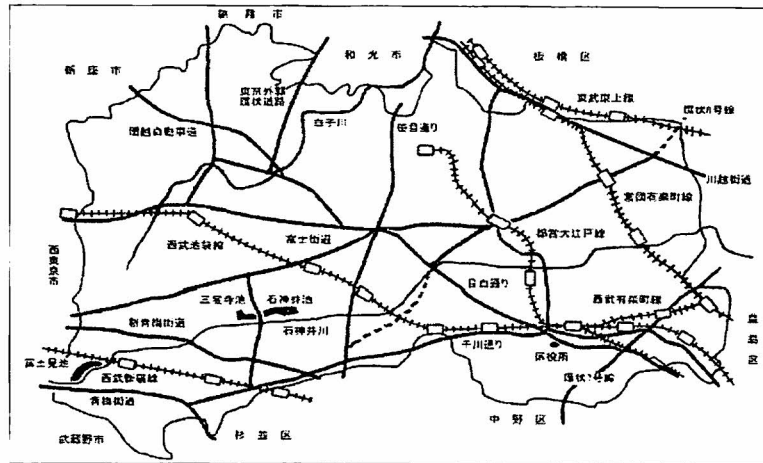 朝霞市
和光市
板橋区
新座市
東京外郭
環状道路
東武東上線
環状8号線
関越自動車道
白子川
笹目通り
川越街道
営団有楽町線
西東京市
西武池袋線
富士街道
都営大江戸線
目白通り
三宝寺池
石神井池
西武有楽町線
新青梅街道
石神井川
豊島区
千川通り
区役所
富士見池
西武新宿線
環状7号線
青梅街道
中野区
武蔵野市
杉並区